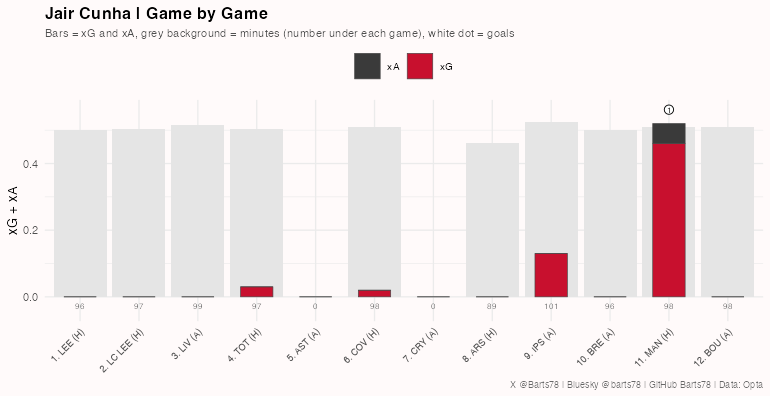 Jair Cunha | Game by Game
Bars = xG and xA, grey background = minutes (number under each game), white dot = goals
xA xG
1
0.4
0.2
0.0
xG + xA
96 97 99 97 0 98 0 89 101 96 98 98
1. LEE (H)
2. LC LEE (H)
3. LIV (A)
4. TOT (H)
5. AST (A)
6. COV (H)
7. CRY (A)
8. ARS (H)
9. IPS (A)
10. BRE (A)
11. MAN (H)
12. BOU (A)
X @Barts78 | Bluesky @barts78 | GitHub Barts78 | Data: Opta